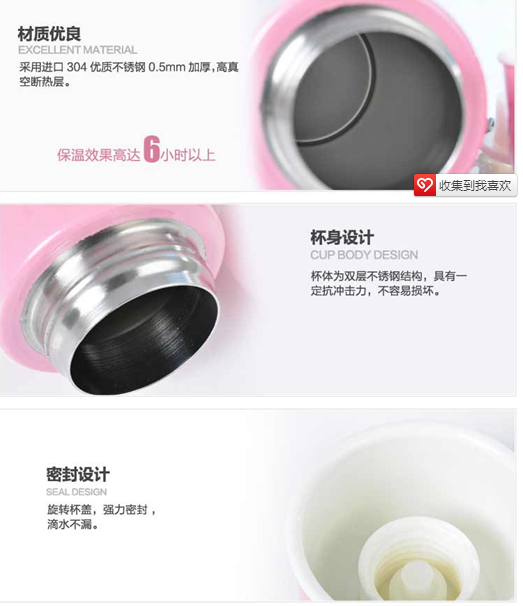 材质优良
EXCELLENT MATERIAL
采用进口 304 优质不锈钢 0.5mm 加厚,高真
空断热层。
保温效果高达 6小时以上
收集到我喜欢
杯身设计
CUP BODY DESIGN
杯体为双层不锈钢结构，具有一
定抗冲击力，不容易损坏。
密封设计
SEAL DESIGN
旋转杯盖，强力密封，
滴水不漏。